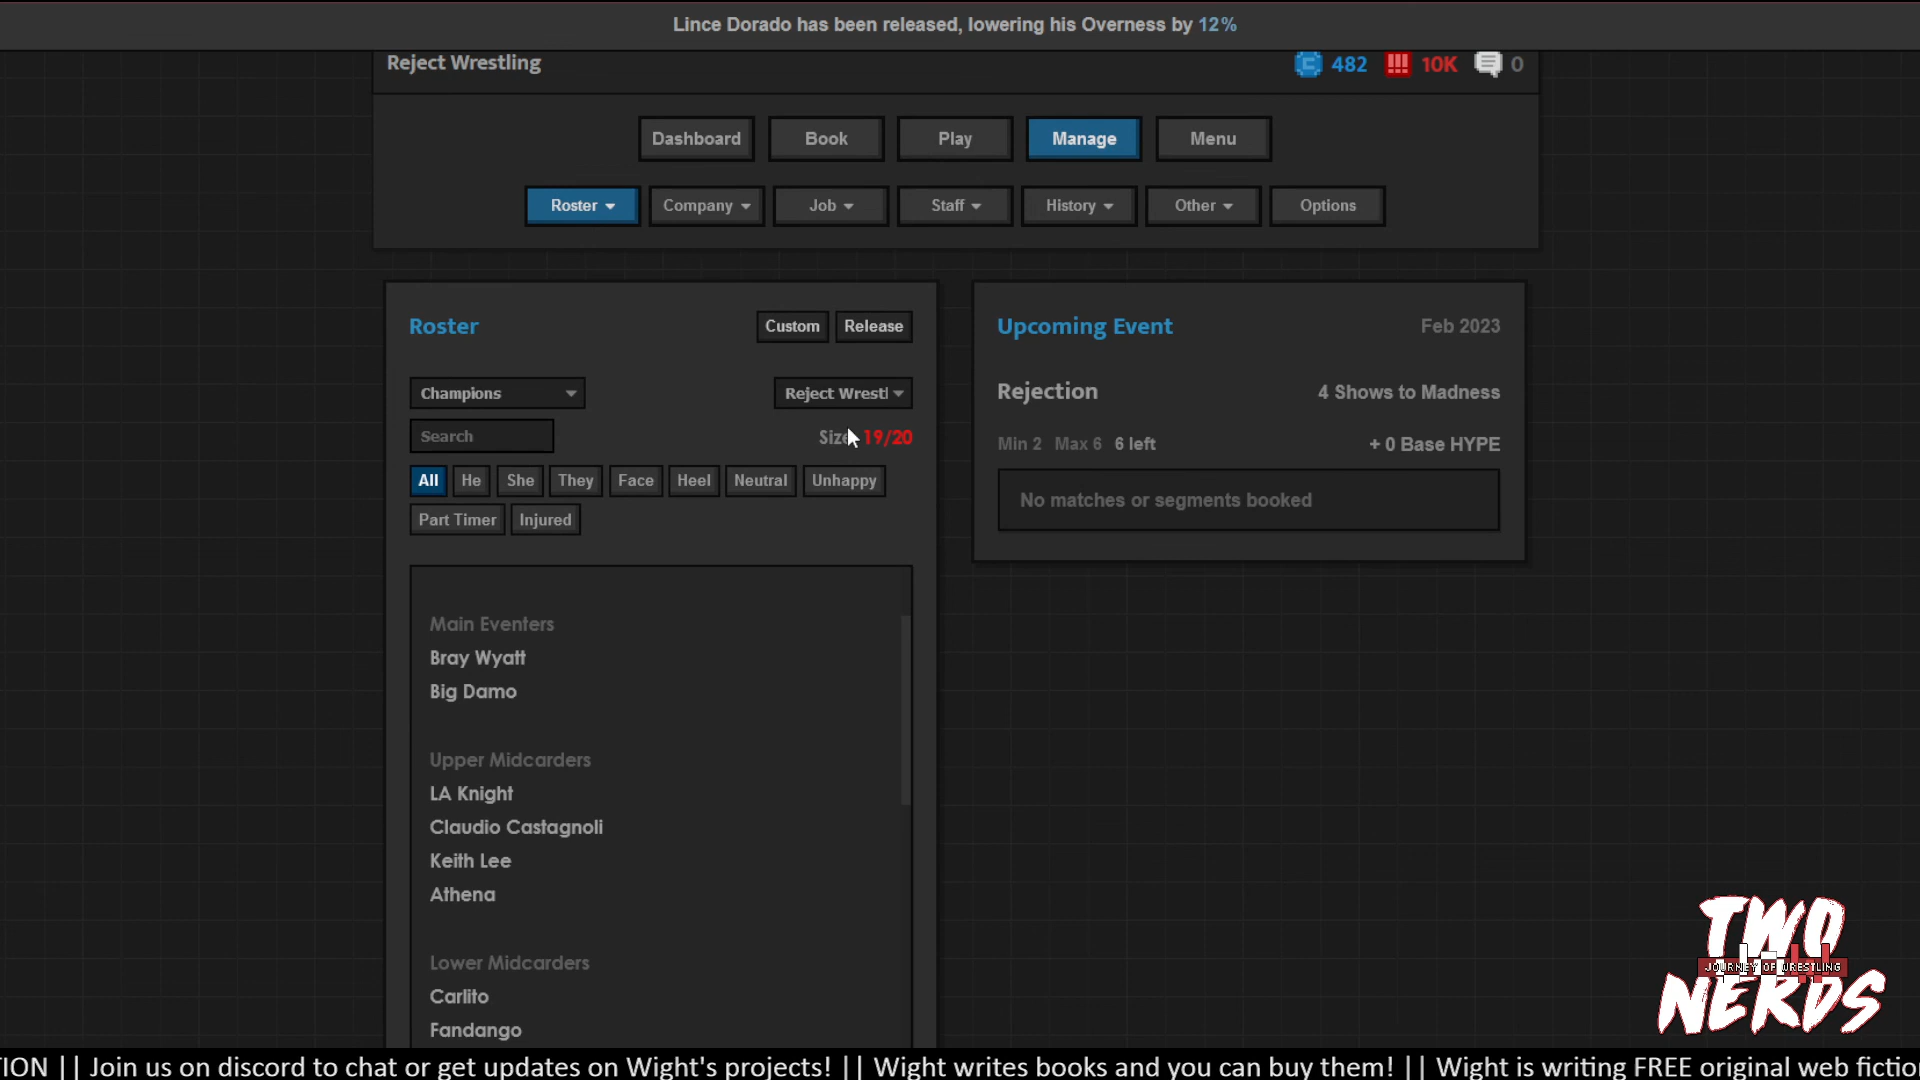 Lince Dorado has been released, lowering his Overness by 12%
Reject Wrestling
482 10K 0
Dashboard Book Play Manage Menu
Roster Company Job Staff History Other Options
Roster Custom Release
Champions Reject Wrestl
Search 19/20
All He She They Face Heel Neutral Unhappy
Part Timer Injured
Main Eventers
Bray Wyatt
Big Damo
Upper Midcarders
LA Knight
Claudio Castagnoli
Keith Lee
Athena
Lower Midcarders
Carlito
Fandango
Upcoming Event Feb 2023
Rejection 4 Shows to Madness
Min 2 Max 6 6 left + 0 Base HYPE
No matches or segments booked
TWO
JOURNEY OF WRESTLING
NERDS
TION || Join us on discord to chat or get updates on Wight's projects! || Wight writes books and you can buy them! || Wight is writing FREE original web fictio